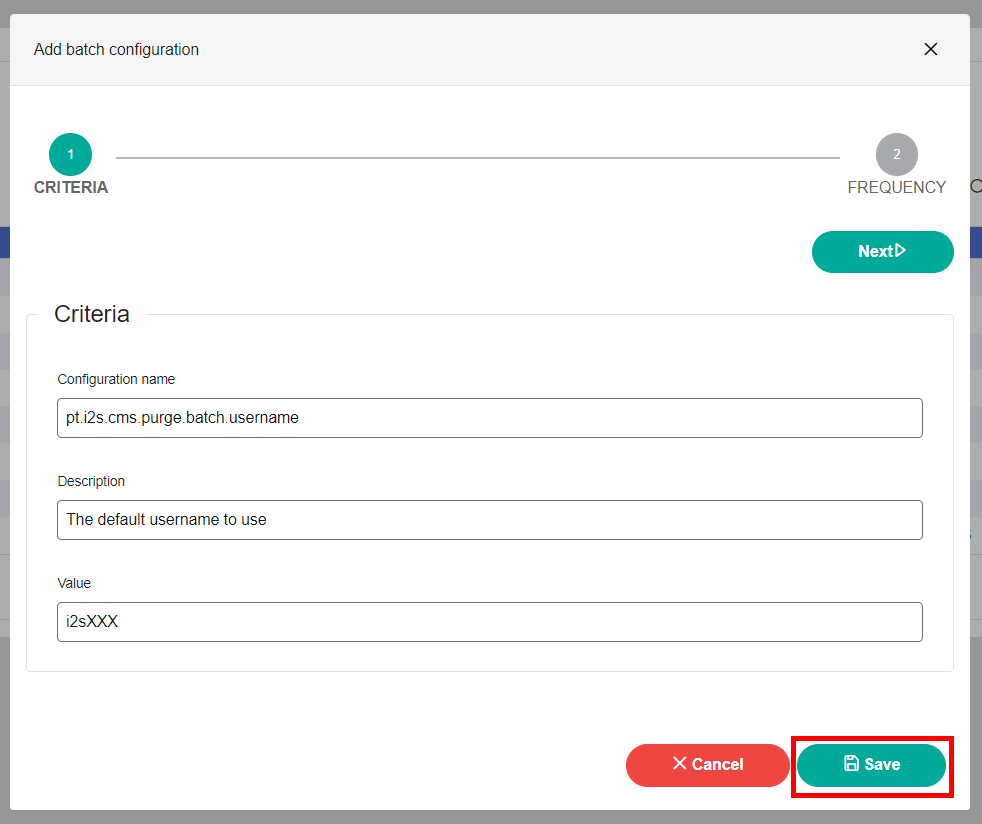 Add batch configuration
1
2
CRITERIA
FREQUENCY
Next
Criteria
Configuration name
pt.i2s.cms.purge.batch.username
Description
The default username to use
Value
i2sXXX
Cancel
Save